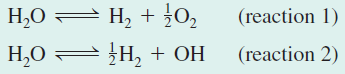 H₂O ⇌ H₂ + ½O₂ (reaction 1)
H₂O ⇌ ½H₂ + OH (reaction 2)